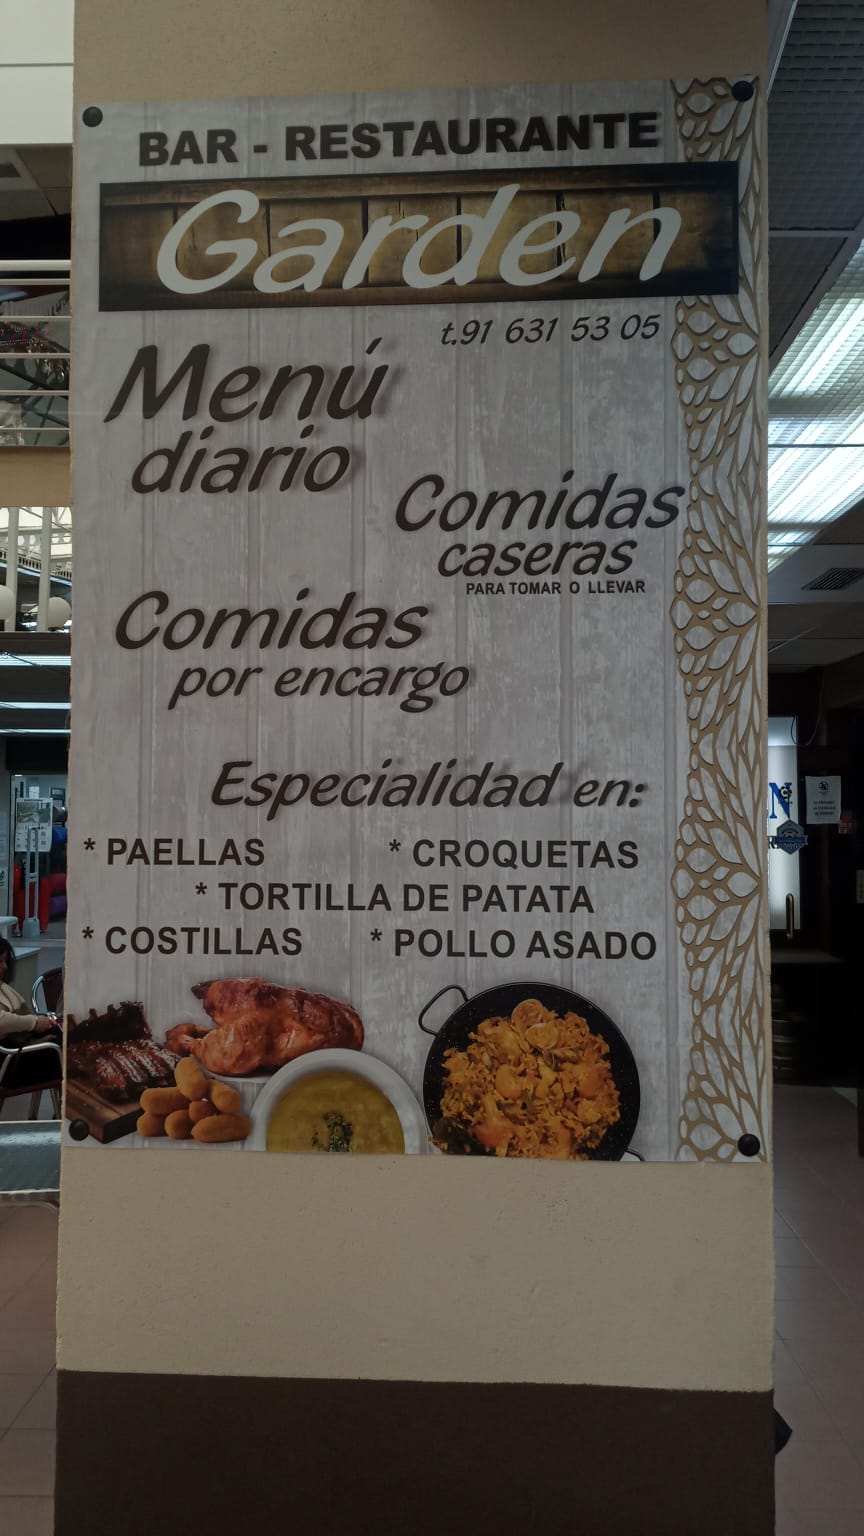 BAR - RESTAURANTE
Garden
t.91 631 53 05
Menú
diario
Comidas
caseras
PARA TOMAR O LLEVAR
Comidas
por encargo
Especialidad en:
* PAELLAS * CROQUETAS
* TORTILLA DE PATATA
* COSTILLAS * POLLO ASADO